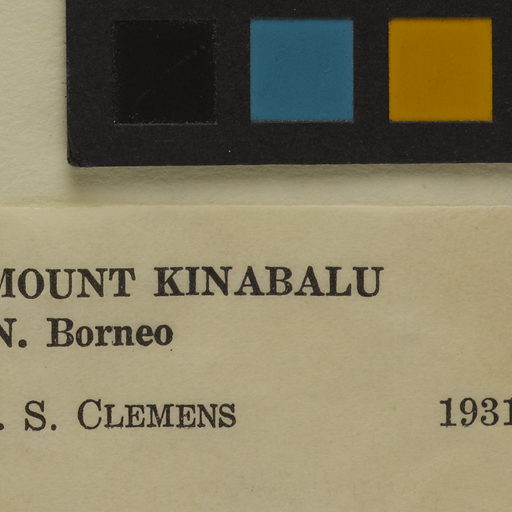 MOUNT KINABALU
N. Borneo
. S. CLEMENS 1931